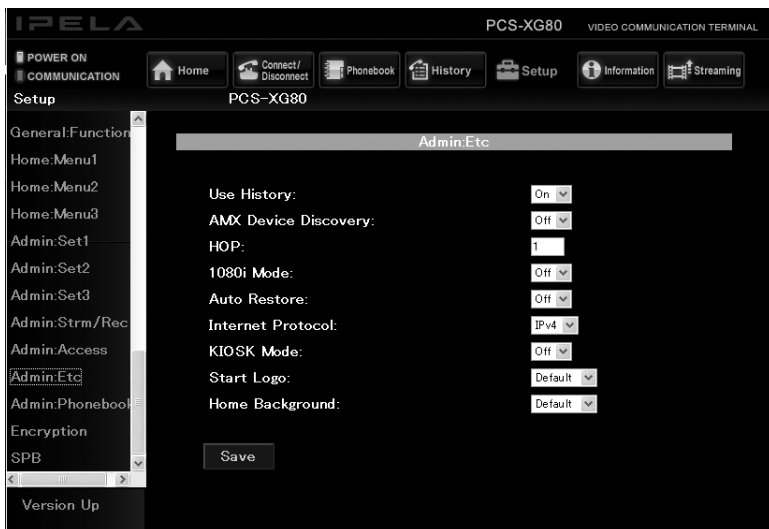 IPELA
PCS-XG80 VIDEO COMMUNICATION TERMINAL
POWER ON
COMMUNICATION
Home
Connect/
Disconnect
Phonebook
History
Setup
Information
Streaming
Setup PCS-XG80
General:Function
Home:Menu1
Home:Menu2
Home:Menu3
Admin:Set1
Admin:Set2
Admin:Set3
Admin:Strm/Rec
Admin:Access
Admin:Etc
Admin:Phonebook
Encryption
SPB
Version Up
Admin:Etc
Use History: On
AMX Device Discovery: Off
HOP: 1
1080i Mode: Off
Auto Restore: Off
Internet Protocol: IPv4
KIOSK Mode: Off
Start Logo: Default
Home Background: Default
Save